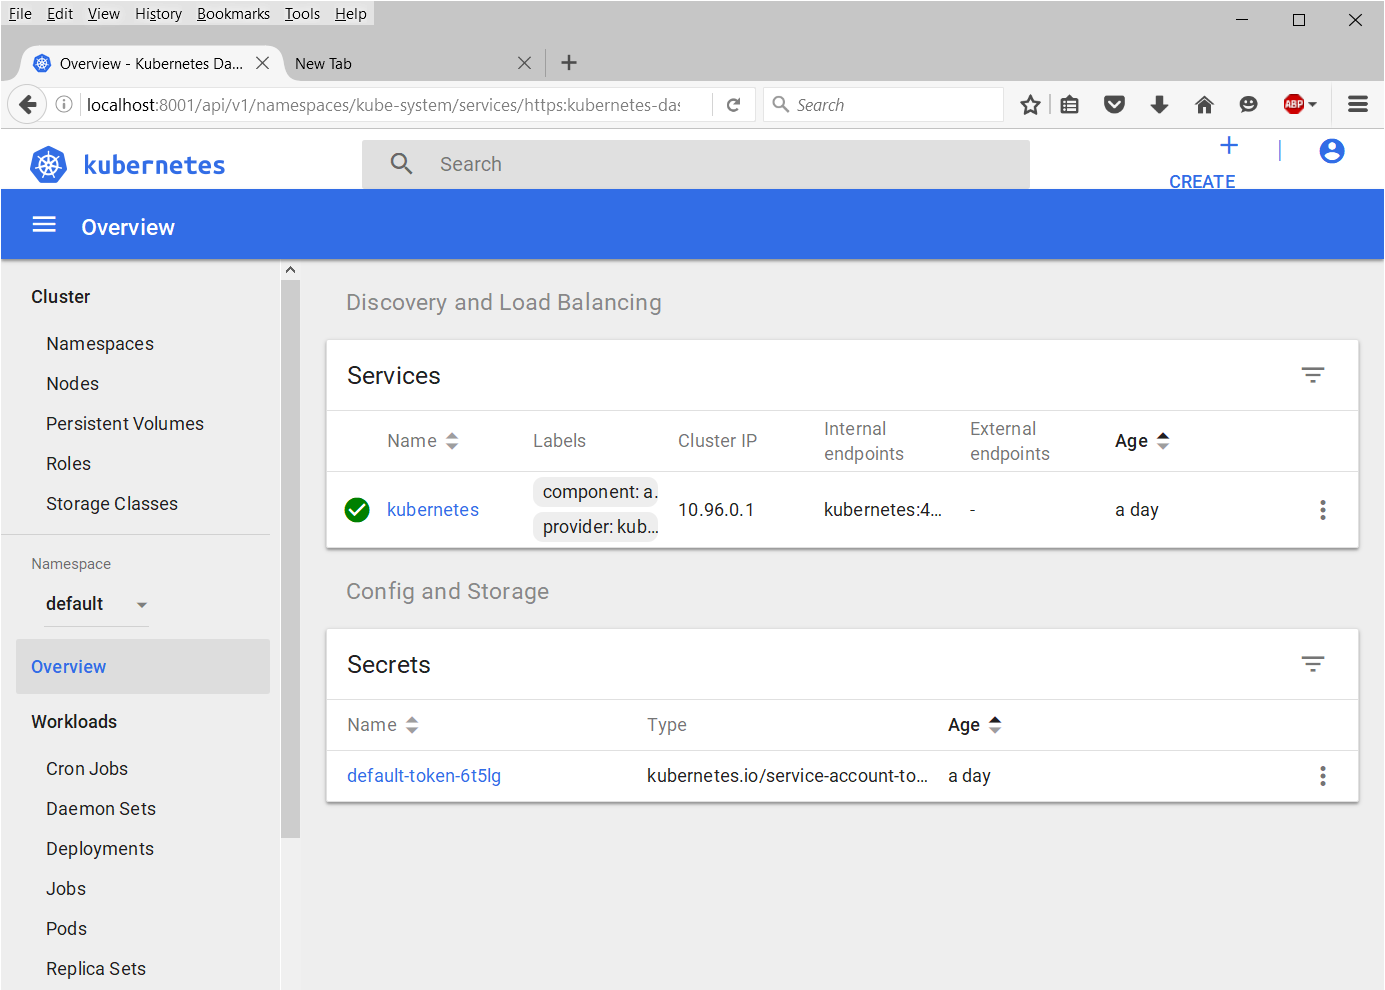 File Edit View History Bookmarks Tools Help
Overview - Kubernetes Da... New Tab
localhost:8001/api/v1/namespaces/kube-system/services/https:kubernetes-das Search ABP
kubernetes Search CREATE
Overview
Cluster
Namespaces
Nodes
Persistent Volumes
Roles
Storage Classes
Namespace
default
Overview
Workloads
Cron Jobs
Daemon Sets
Deployments
Jobs
Pods
Replica Sets
Discovery and Load Balancing
Services
Name Labels Cluster IP Internal endpoints External endpoints Age
kubernetes component: a. provider: kub... 10.96.0.1 kubernetes:4... - a day
Config and Storage
Secrets
Name Type Age
default-token-6t5lg kubernetes.io/service-account-to... a day